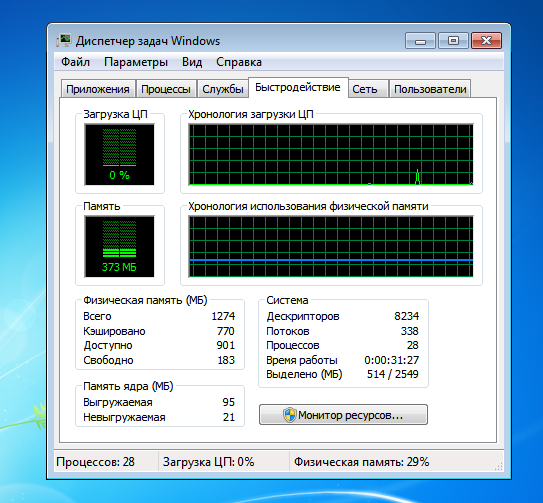 Диспетчер задач Windows
Файл Параметры Вид Справка
Приложения Процессы Службы Быстродействие Сеть Пользователи
Загрузка ЦП Хронология загрузки ЦП
0 %
Память Хронология использования физической памяти
373 МБ
Физическая память (МБ)
Всего 1274
Кэшировано 770
Доступно 901
Свободно 183
Система
Дескрипторов 8234
Потоков 338
Процессов 28
Время работы 0:00:31:27
Выделено (МБ) 514 / 2549
Память ядра (МБ)
Выгружаемая 95
Невыгружаемая 21
Монитор ресурсов...
Процессов: 28 Загрузка ЦП: 0% Физическая память: 29%